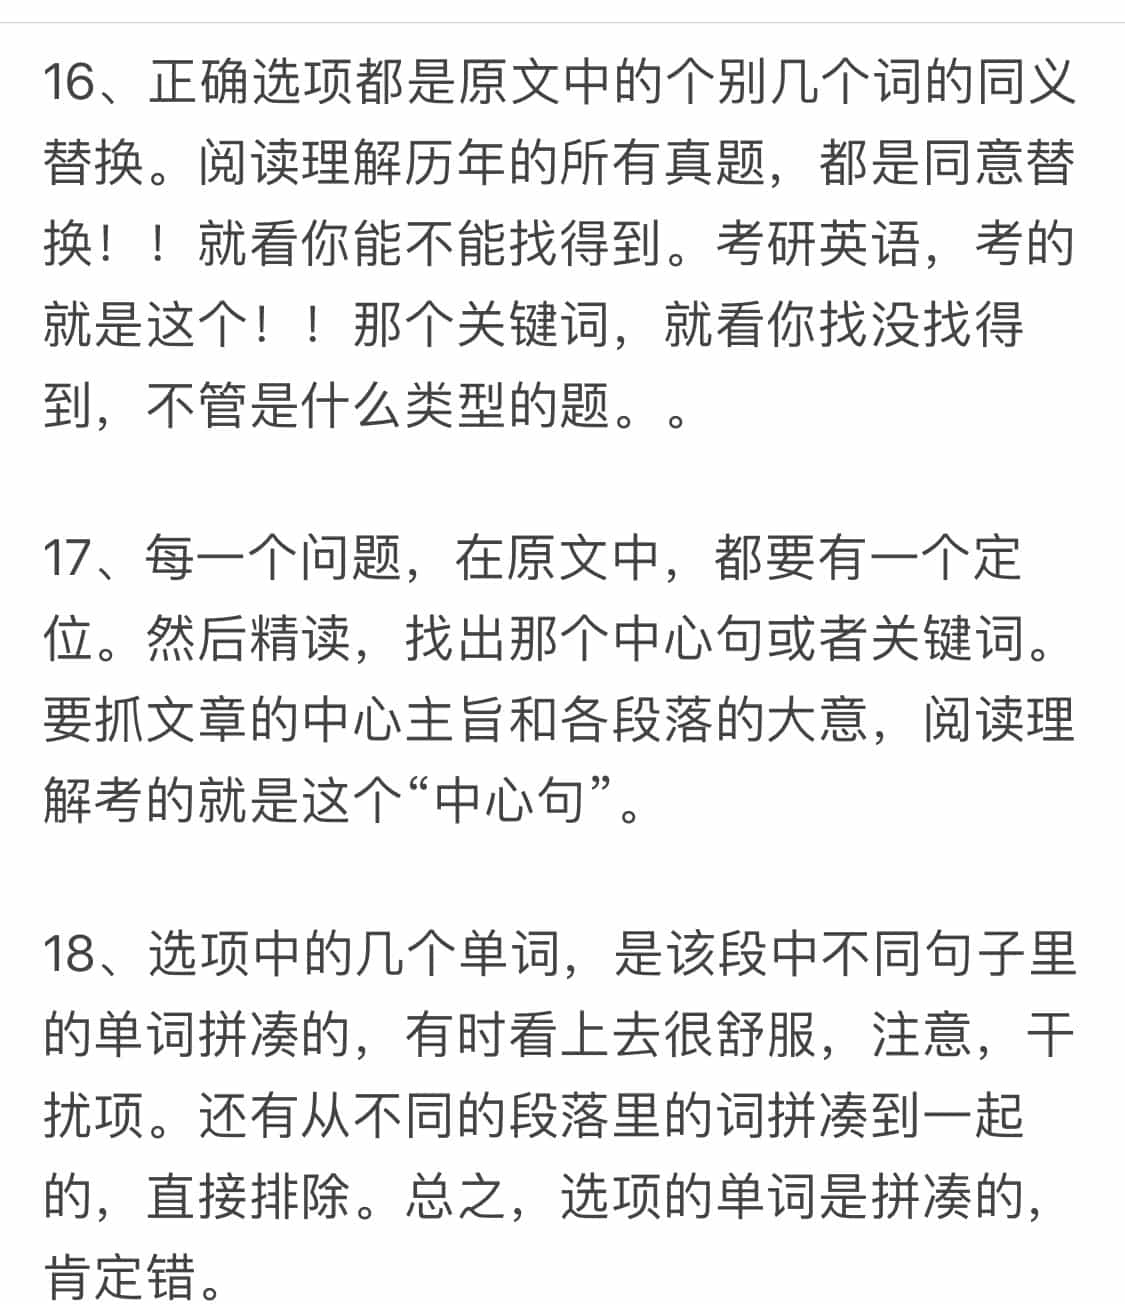 16、正确选项都是原文中的个别几个词的同义
替换。阅读理解历年的所有真题，都是同意替
换！！就看你能不能找得到。考研英语，考的
就是这个！！那个关键词，就看你找没找得
到，不管是什么类型的题。。
17、每一个问题，在原文中，都要有一个定
位。然后精读，找出那个中心句或者关键词。
要抓文章的中心主旨和各段落的大意，阅读理
解考的就是这个“中心句”。
18、选项中的几个单词，是该段中不同句子里
的单词拼凑的，有时看上去很舒服，注意，干
扰项。还有从不同的段落里的词拼凑到一起
的，直接排除。总之，选项的单词是拼凑的，
肯定错。